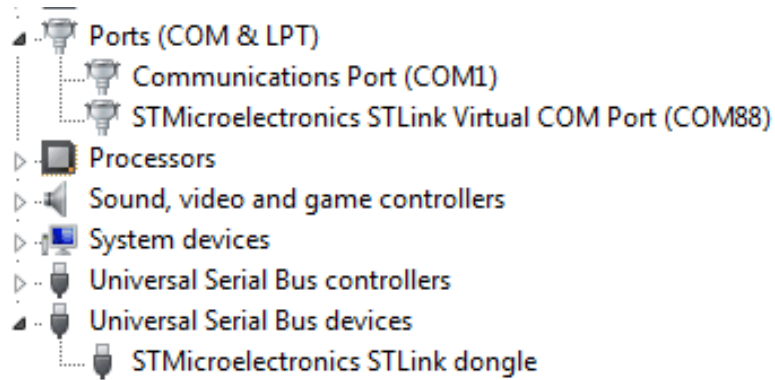 Ports (COM & LPT)
Communications Port (COM1)
STMicroelectronics STLink Virtual COM Port (COM88)
Processors
Sound, video and game controllers
System devices
Universal Serial Bus controllers
Universal Serial Bus devices
STMicroelectronics STLink dongle